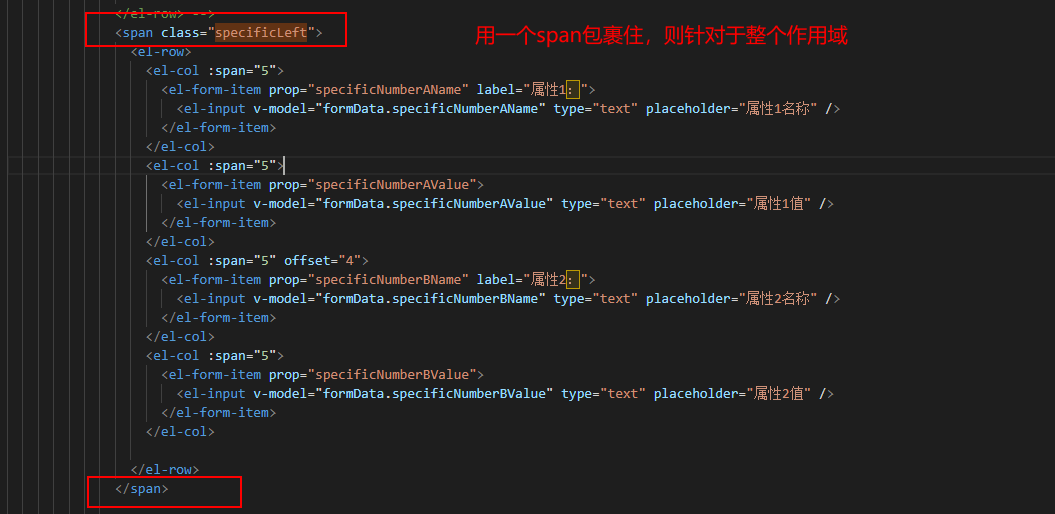 </el-row> -->
<span class="specificLeft">
用一个span包裹住，则针对于整个作用域
<el-row>
<el-col :span="5">
<el-form-item prop="specificNumberAName" label="属性1：">
<el-input v-model="formData.specificNumberAName" type="text" placeholder="属性1名称" />
</el-form-item>
</el-col>
<el-col :span="5">
<el-form-item prop="specificNumberAValue">
<el-input v-model="formData.specificNumberAValue" type="text" placeholder="属性1值" />
</el-form-item>
</el-col>
<el-col :span="5" offset="4">
<el-form-item prop="specificNumberBName" label="属性2：">
<el-input v-model="formData.specificNumberBName" type="text" placeholder="属性2名称" />
</el-form-item>
</el-col>
<el-col :span="5">
<el-form-item prop="specificNumberBValue">
<el-input v-model="formData.specificNumberBValue" type="text" placeholder="属性2值" />
</el-form-item>
</el-col>
</el-row>
</span>